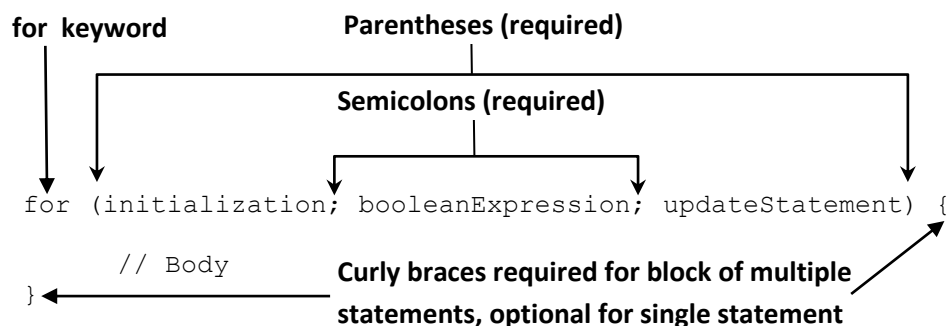 for keyword
Parentheses (required)
Semicolons (required)
for (initialization; booleanExpression; updateStatement) {
// Body
Curly braces required for block of multiple
}
statements, optional for single statement